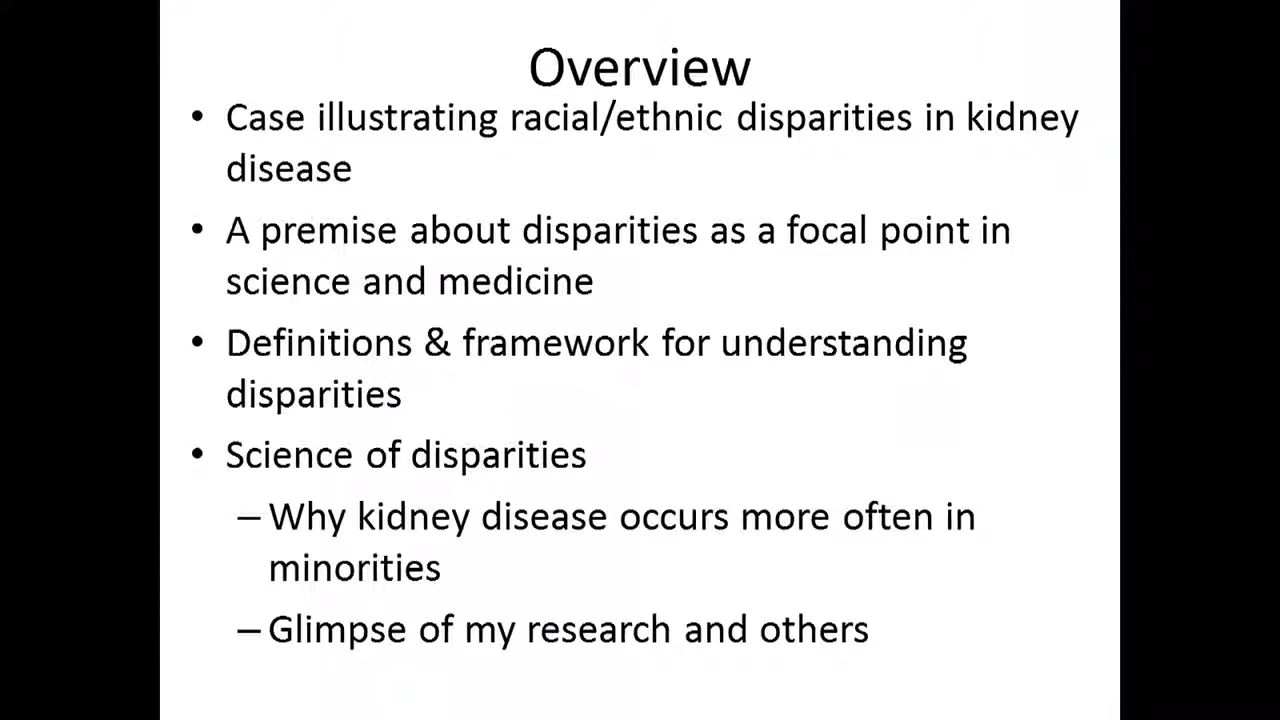 Overview
• Case illustrating racial/ethnic disparities in kidney
disease
• A premise about disparities as a focal point in
science and medicine
• Definitions & framework for understanding
disparities
• Science of disparities
– Why kidney disease occurs more often in
minorities
– Glimpse of my research and others